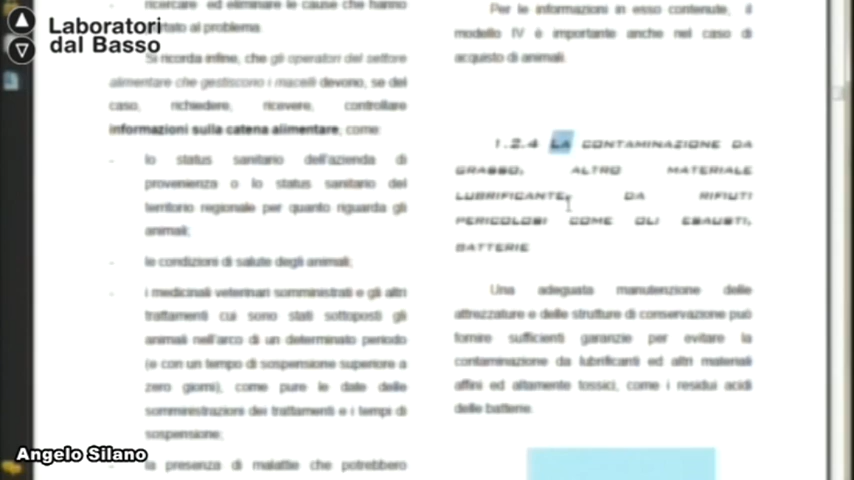 Laboratori
dal Basso
ricercare ed eliminare le cause che hanno
portato al problema.
Si ricorda infine, che gli operatori del settore
alimentare che gestiscono i macelli devono, se del
caso, richiedere, ricevere, controllare
informazioni sulla catena alimentare, come:
- lo status sanitario dell'azienda di
provenienza o lo status sanitario del
territorio regionale per quanto riguarda gli
animali;
- le condizioni di salute degli animali;
- i medicinali veterinari somministrati e gli altri
trattamenti cui sono stati sottoposti gli
animali nell'arco di un determinato periodo
(e con un tempo di sospensione superiore a
zero giorni), come pure le date delle
somministrazioni dei trattamenti e i tempi di
sospensione;
- la presenza di malattie che potrebbero
Per le informazioni in esso contenute, il
modello IV è importante anche nel caso di
acquisto di animali.
1.2.4 LA CONTAMINAZIONE DA
GRASSO, ALTRO MATERIALE
LUBRIFICANTE, DA RIFIUTI
PERICOLOSI COME OLI ESAUSTI,
BATTERIE
Una adeguata manutenzione delle
attrezzature e delle strutture di conservazione può
fornire sufficienti garanzie per evitare la
contaminazione da lubrificanti ed altri materiali
affini ed altamente tossici, come i residui acidi
delle batterie.
Angelo Silano